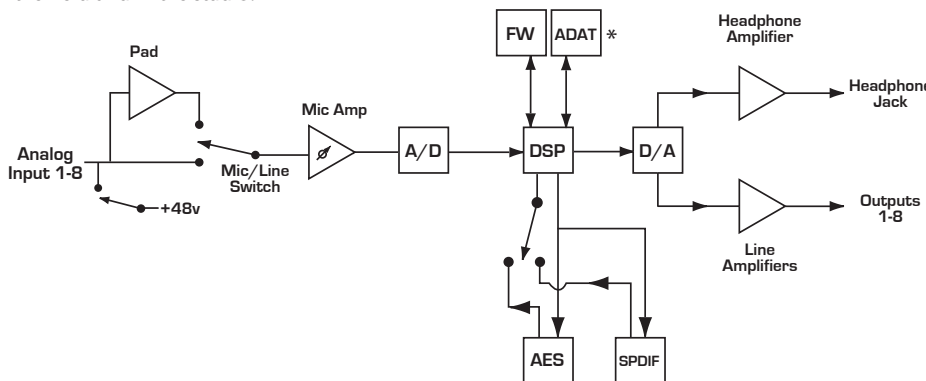 Headphone
Amplifier
FW
ADAT
*
Pad
Mic Amp
Headphone
Jack
Analog
Input 1-8
Mic/Line
Switch
A/D
DSP
D/A
+48v
Outputs
1-8
Line
Amplifiers
AES
SPDIF